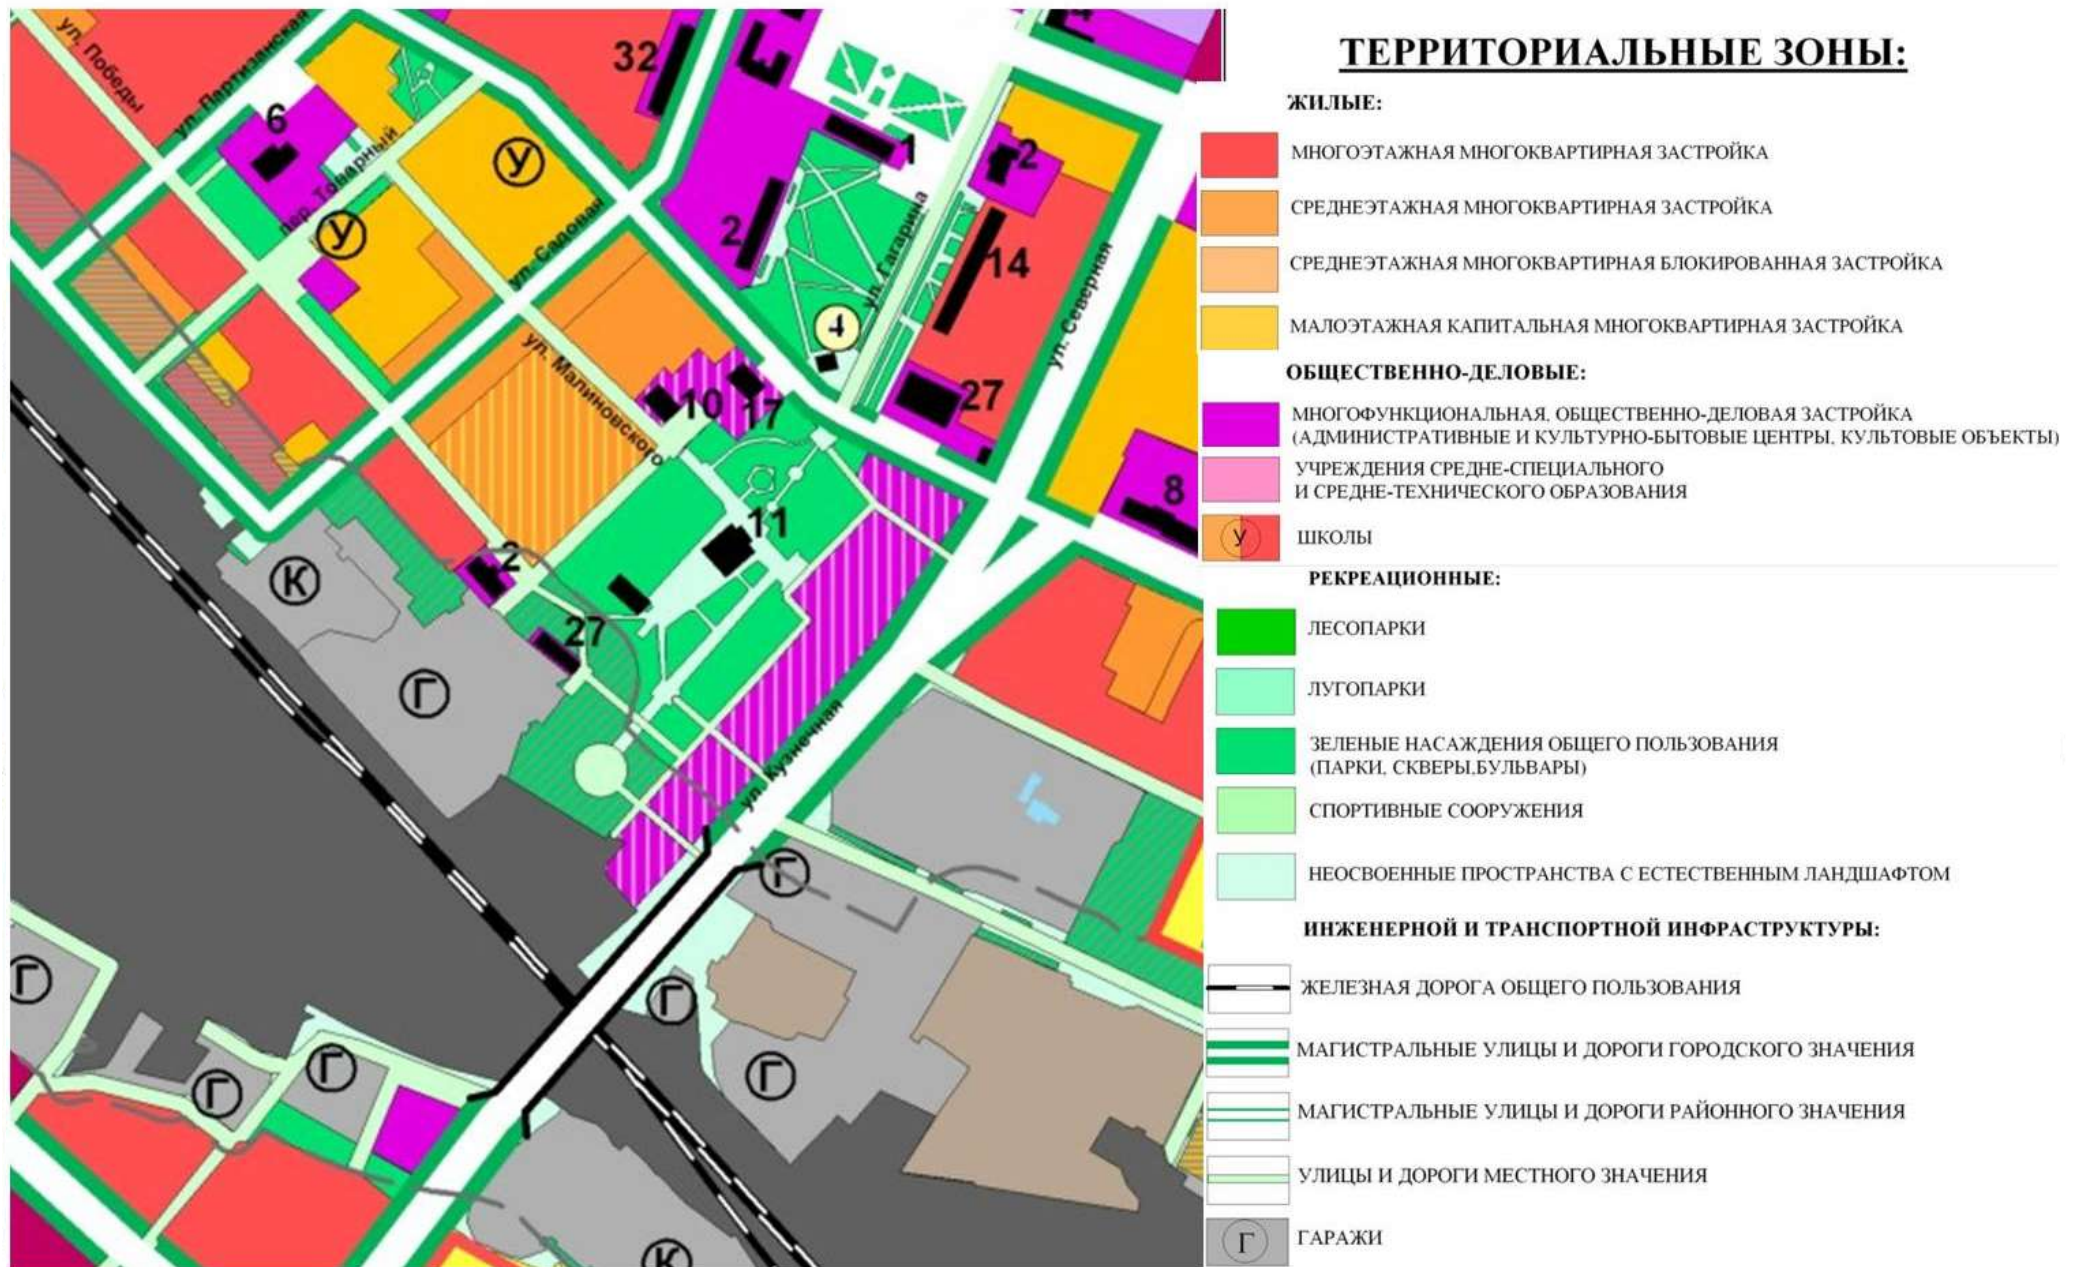 ул. Победы
ул. Партизанская
6
пер. Товарный
У
У
ул. Садовая
32
1
2
2
ул. Гагарина
14
4
27
ул. Северная
8
ул. Малиновского
10
17
11
2
27
К
Г
ул. Кузнечная
Г
Г
Г
Г
Г
Г
К
ТЕРРИТОРИАЛЬНЫЕ ЗОНЫ:
ЖИЛЫЕ:
МНОГОЭТАЖНАЯ МНОГОКВАРТИРНАЯ ЗАСТРОЙКА
СРЕДНЕЭТАЖНАЯ МНОГОКВАРТИРНАЯ ЗАСТРОЙКА
СРЕДНЕЭТАЖНАЯ МНОГОКВАРТИРНАЯ БЛОКИРОВАННАЯ ЗАСТРОЙКА
МАЛОЭТАЖНАЯ КАПИТАЛЬНАЯ МНОГОКВАРТИРНАЯ ЗАСТРОЙКА
ОБЩЕСТВЕННО-ДЕЛОВЫЕ:
МНОГОФУНКЦИОНАЛЬНАЯ, ОБЩЕСТВЕННО-ДЕЛОВАЯ ЗАСТРОЙКА
(АДМИНИСТРАТИВНЫЕ И КУЛЬТУРНО-БЫТОВЫЕ ЦЕНТРЫ, КУЛЬТОВЫЕ ОБЪЕКТЫ)
УЧРЕЖДЕНИЯ СРЕДНЕ-СПЕЦИАЛЬНОГО
И СРЕДНЕ-ТЕХНИЧЕСКОГО ОБРАЗОВАНИЯ
У
ШКОЛЫ
РЕКРЕАЦИОННЫЕ:
ЛЕСОПАРКИ
ЛУГОПАРКИ
ЗЕЛЕНЫЕ НАСАЖДЕНИЯ ОБЩЕГО ПОЛЬЗОВАНИЯ
(ПАРКИ, СКВЕРЫ,БУЛЬВАРЫ)
СПОРТИВНЫЕ СООРУЖЕНИЯ
НЕОСВОЕННЫЕ ПРОСТРАНСТВА С ЕСТЕСТВЕННЫМ ЛАНДШАФТОМ
ИНЖЕНЕРНОЙ И ТРАНСПОРТНОЙ ИНФРАСТРУКТУРЫ:
ЖЕЛЕЗНАЯ ДОРОГА ОБЩЕГО ПОЛЬЗОВАНИЯ
МАГИСТРАЛЬНЫЕ УЛИЦЫ И ДОРОГИ ГОРОДСКОГО ЗНАЧЕНИЯ
МАГИСТРАЛЬНЫЕ УЛИЦЫ И ДОРОГИ РАЙОННОГО ЗНАЧЕНИЯ
УЛИЦЫ И ДОРОГИ МЕСТНОГО ЗНАЧЕНИЯ
Г
ГАРАЖИ